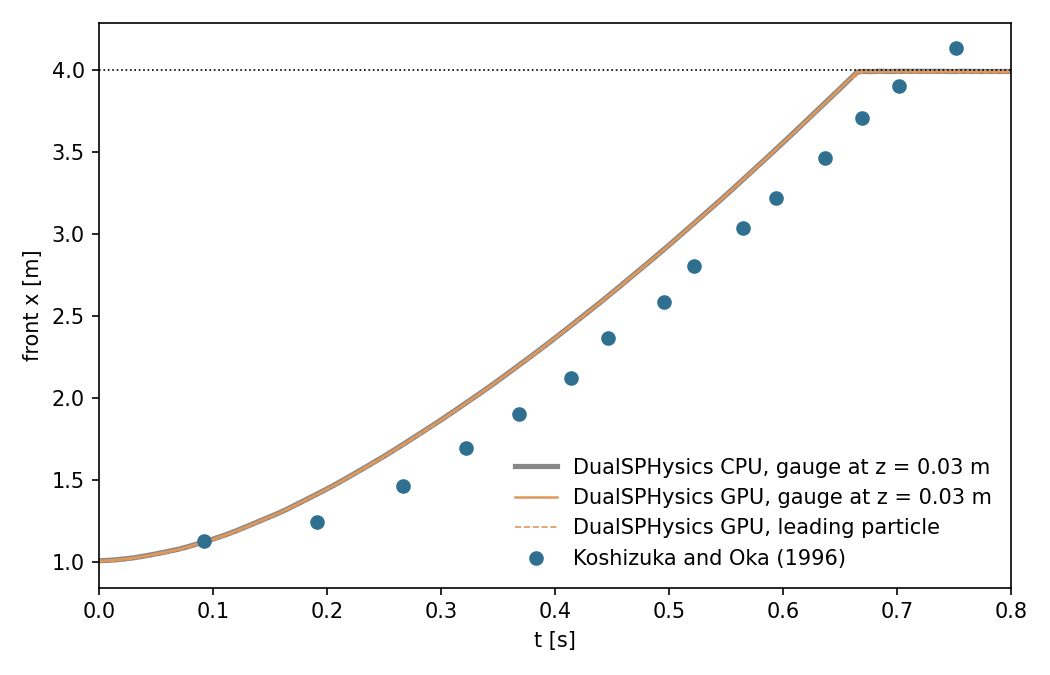 4.0
3.5
3.0
2.5
2.0
1.5
1.0
front x [m]
DualSPHysics CPU, gauge at z = 0.03 m
DualSPHysics GPU, gauge at z = 0.03 m
DualSPHysics GPU, leading particle
Koshizuka and Oka (1996)
0.0 0.1 0.2 0.3 0.4 0.5 0.6 0.7 0.8
t [s]